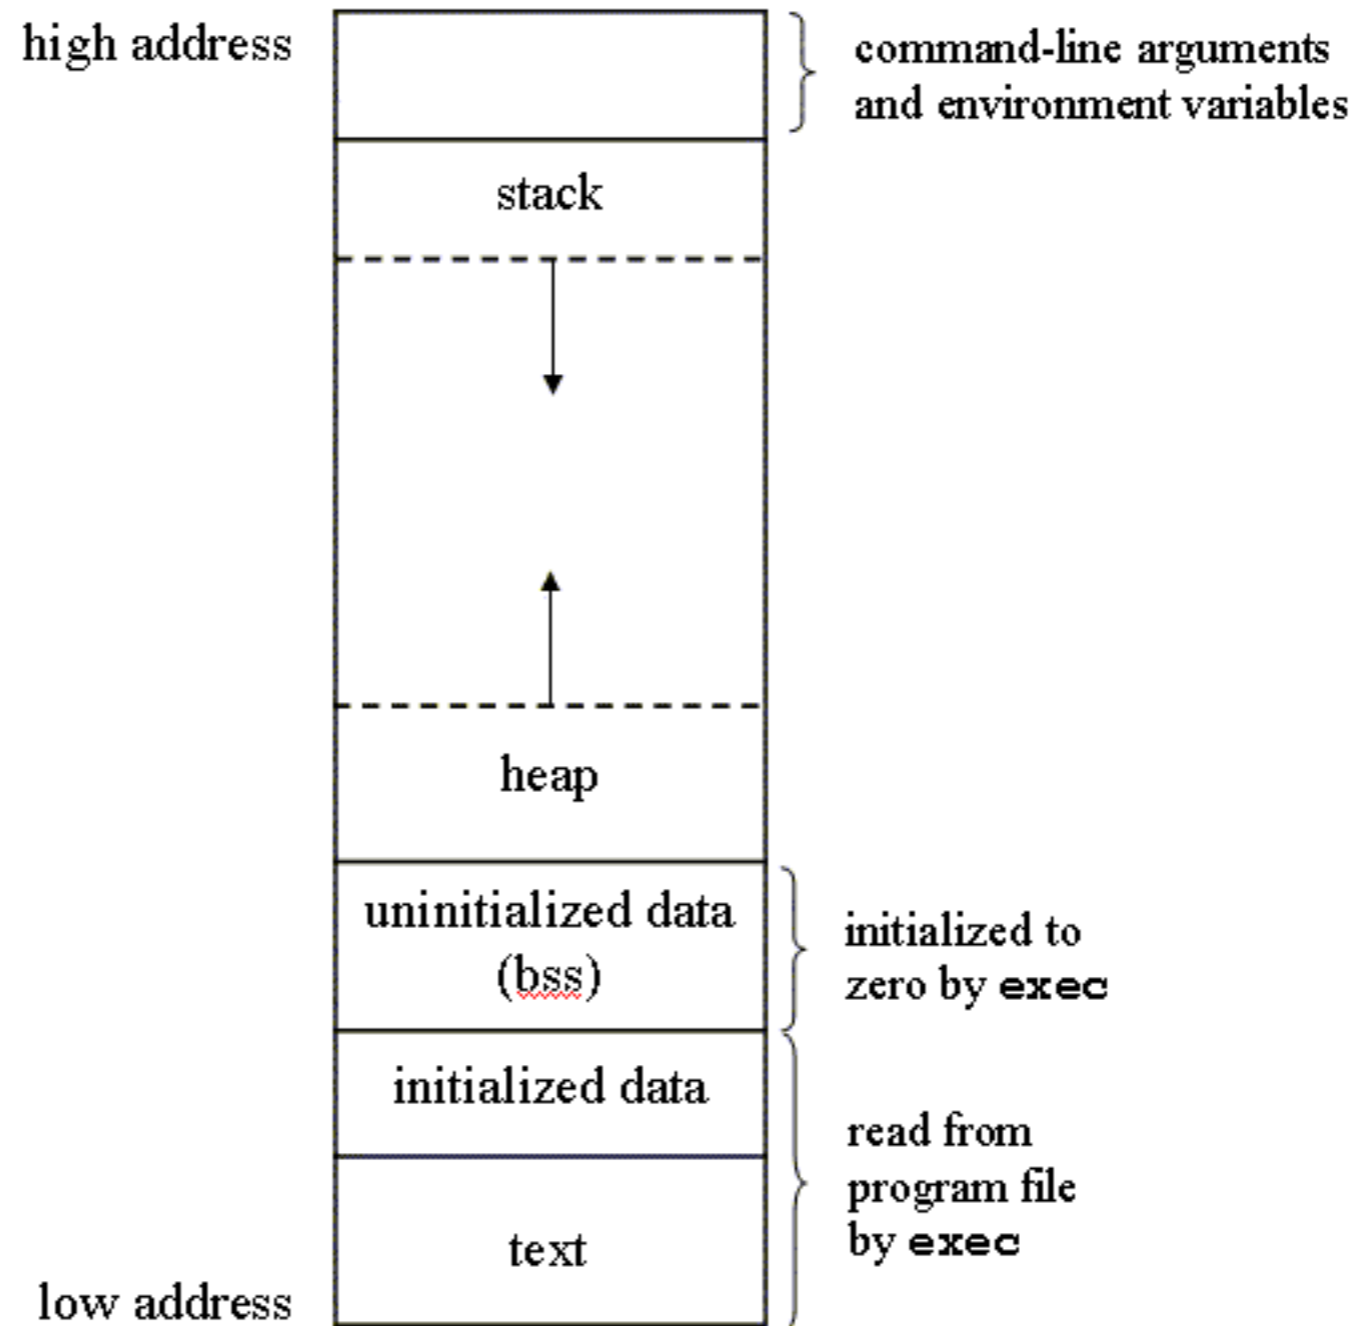 high address
command-line arguments
and environment variables
stack
heap
uninitialized data
(bss)
initialized to
zero by exec
initialized data
read from
program file
by exec
text
low address